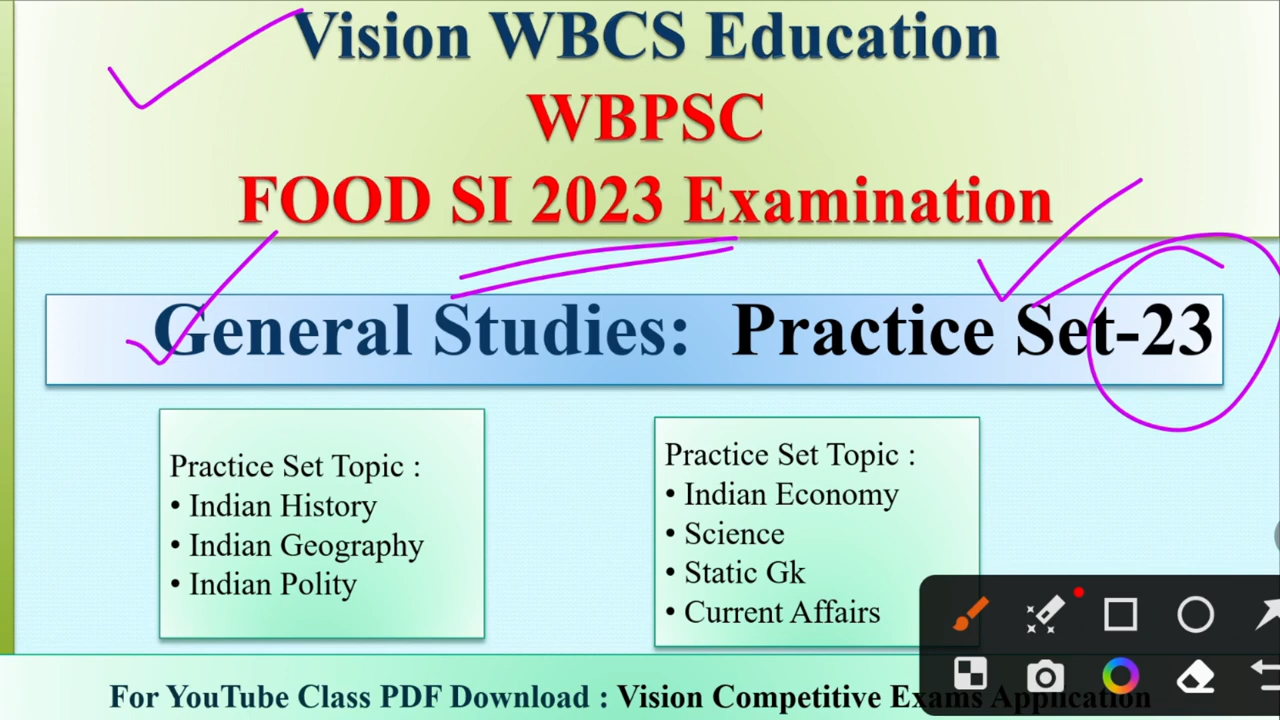 Vision WBCS Education
WBPSC
FOOD SI 2023 Examination
General Studies: Practice Set-23
Practice Set Topic :
• Indian History
• Indian Geography
• Indian Polity
Practice Set Topic :
• Indian Economy
• Science
• Static Gk
• Current Affairs
For YouTube Class PDF Download : Vision Competitive Exams Application